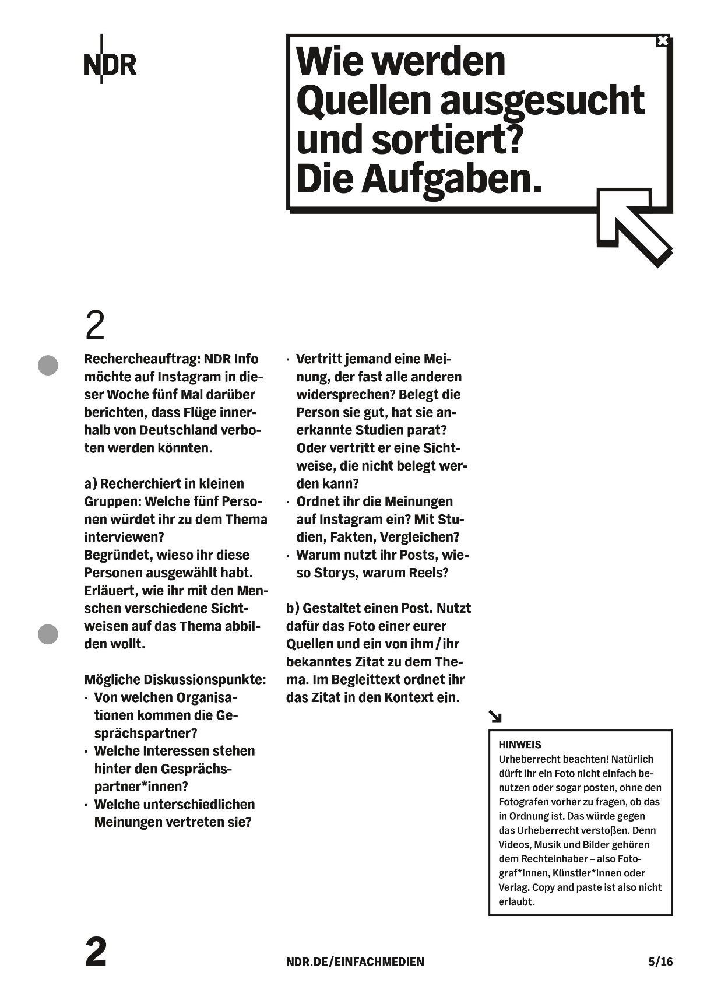 NDR
Wie werden
Quellen ausgesucht
und sortiert?
Die Aufgaben.
2
Rechercheauftrag: NDR Info
möchte auf Instagram in die-
ser Woche fünf Mal darüber
berichten, dass Flüge inner-
halb von Deutschland verbo-
ten werden könnten.
a) Recherchiert in kleinen
Gruppen: Welche fünf Perso-
nen würdet ihr zu dem Thema
interviewen?
Begründet, wieso ihr diese
Personen ausgewählt habt.
Erläuert, wie ihr mit den Men-
schen verschiedene Sicht-
weisen auf das Thema abbil-
den wollt.
Mögliche Diskussionspunkte:
· Von welchen Organisa-
tionen kommen die Ge-
sprächspartner?
· Welche Interessen stehen
hinter den Gesprächs-
partner*innen?
· Welche unterschiedlichen
Meinungen vertreten sie?
· Vertritt jemand eine Mei-
nung, der fast alle anderen
widersprechen? Belegt die
Person sie gut, hat sie an-
erkannte Studien parat?
Oder vertritt er eine Sicht-
weise, die nicht belegt wer-
den kann?
· Ordnet ihr die Meinungen
auf Instagram ein? Mit Stu-
dien, Fakten, Vergleichen?
· Warum nutzt ihr Posts, wie-
so Storys, warum Reels?
b) Gestaltet einen Post. Nutzt
dafür das Foto einer eurer
Quellen und ein von ihm/ihr
bekanntes Zitat zu dem The-
ma. Im Begleittext ordnet ihr
das Zitat in den Kontext ein.
HINWEIS
Urheberrecht beachten! Natürlich
dürft ihr ein Foto nicht einfach be-
nutzen oder sogar posten, ohne den
Fotografen vorher zu fragen, ob das
in Ordnung ist. Das würde gegen
das Urheberrecht verstoßen. Denn
Videos, Musik und Bilder gehören
dem Rechteinhaber – also Foto-
graf*innen, Künstler*innen oder
Verlag. Copy and paste ist also nicht
erlaubt.
2
NDR.DE/EINFACHMEDIEN
5/16